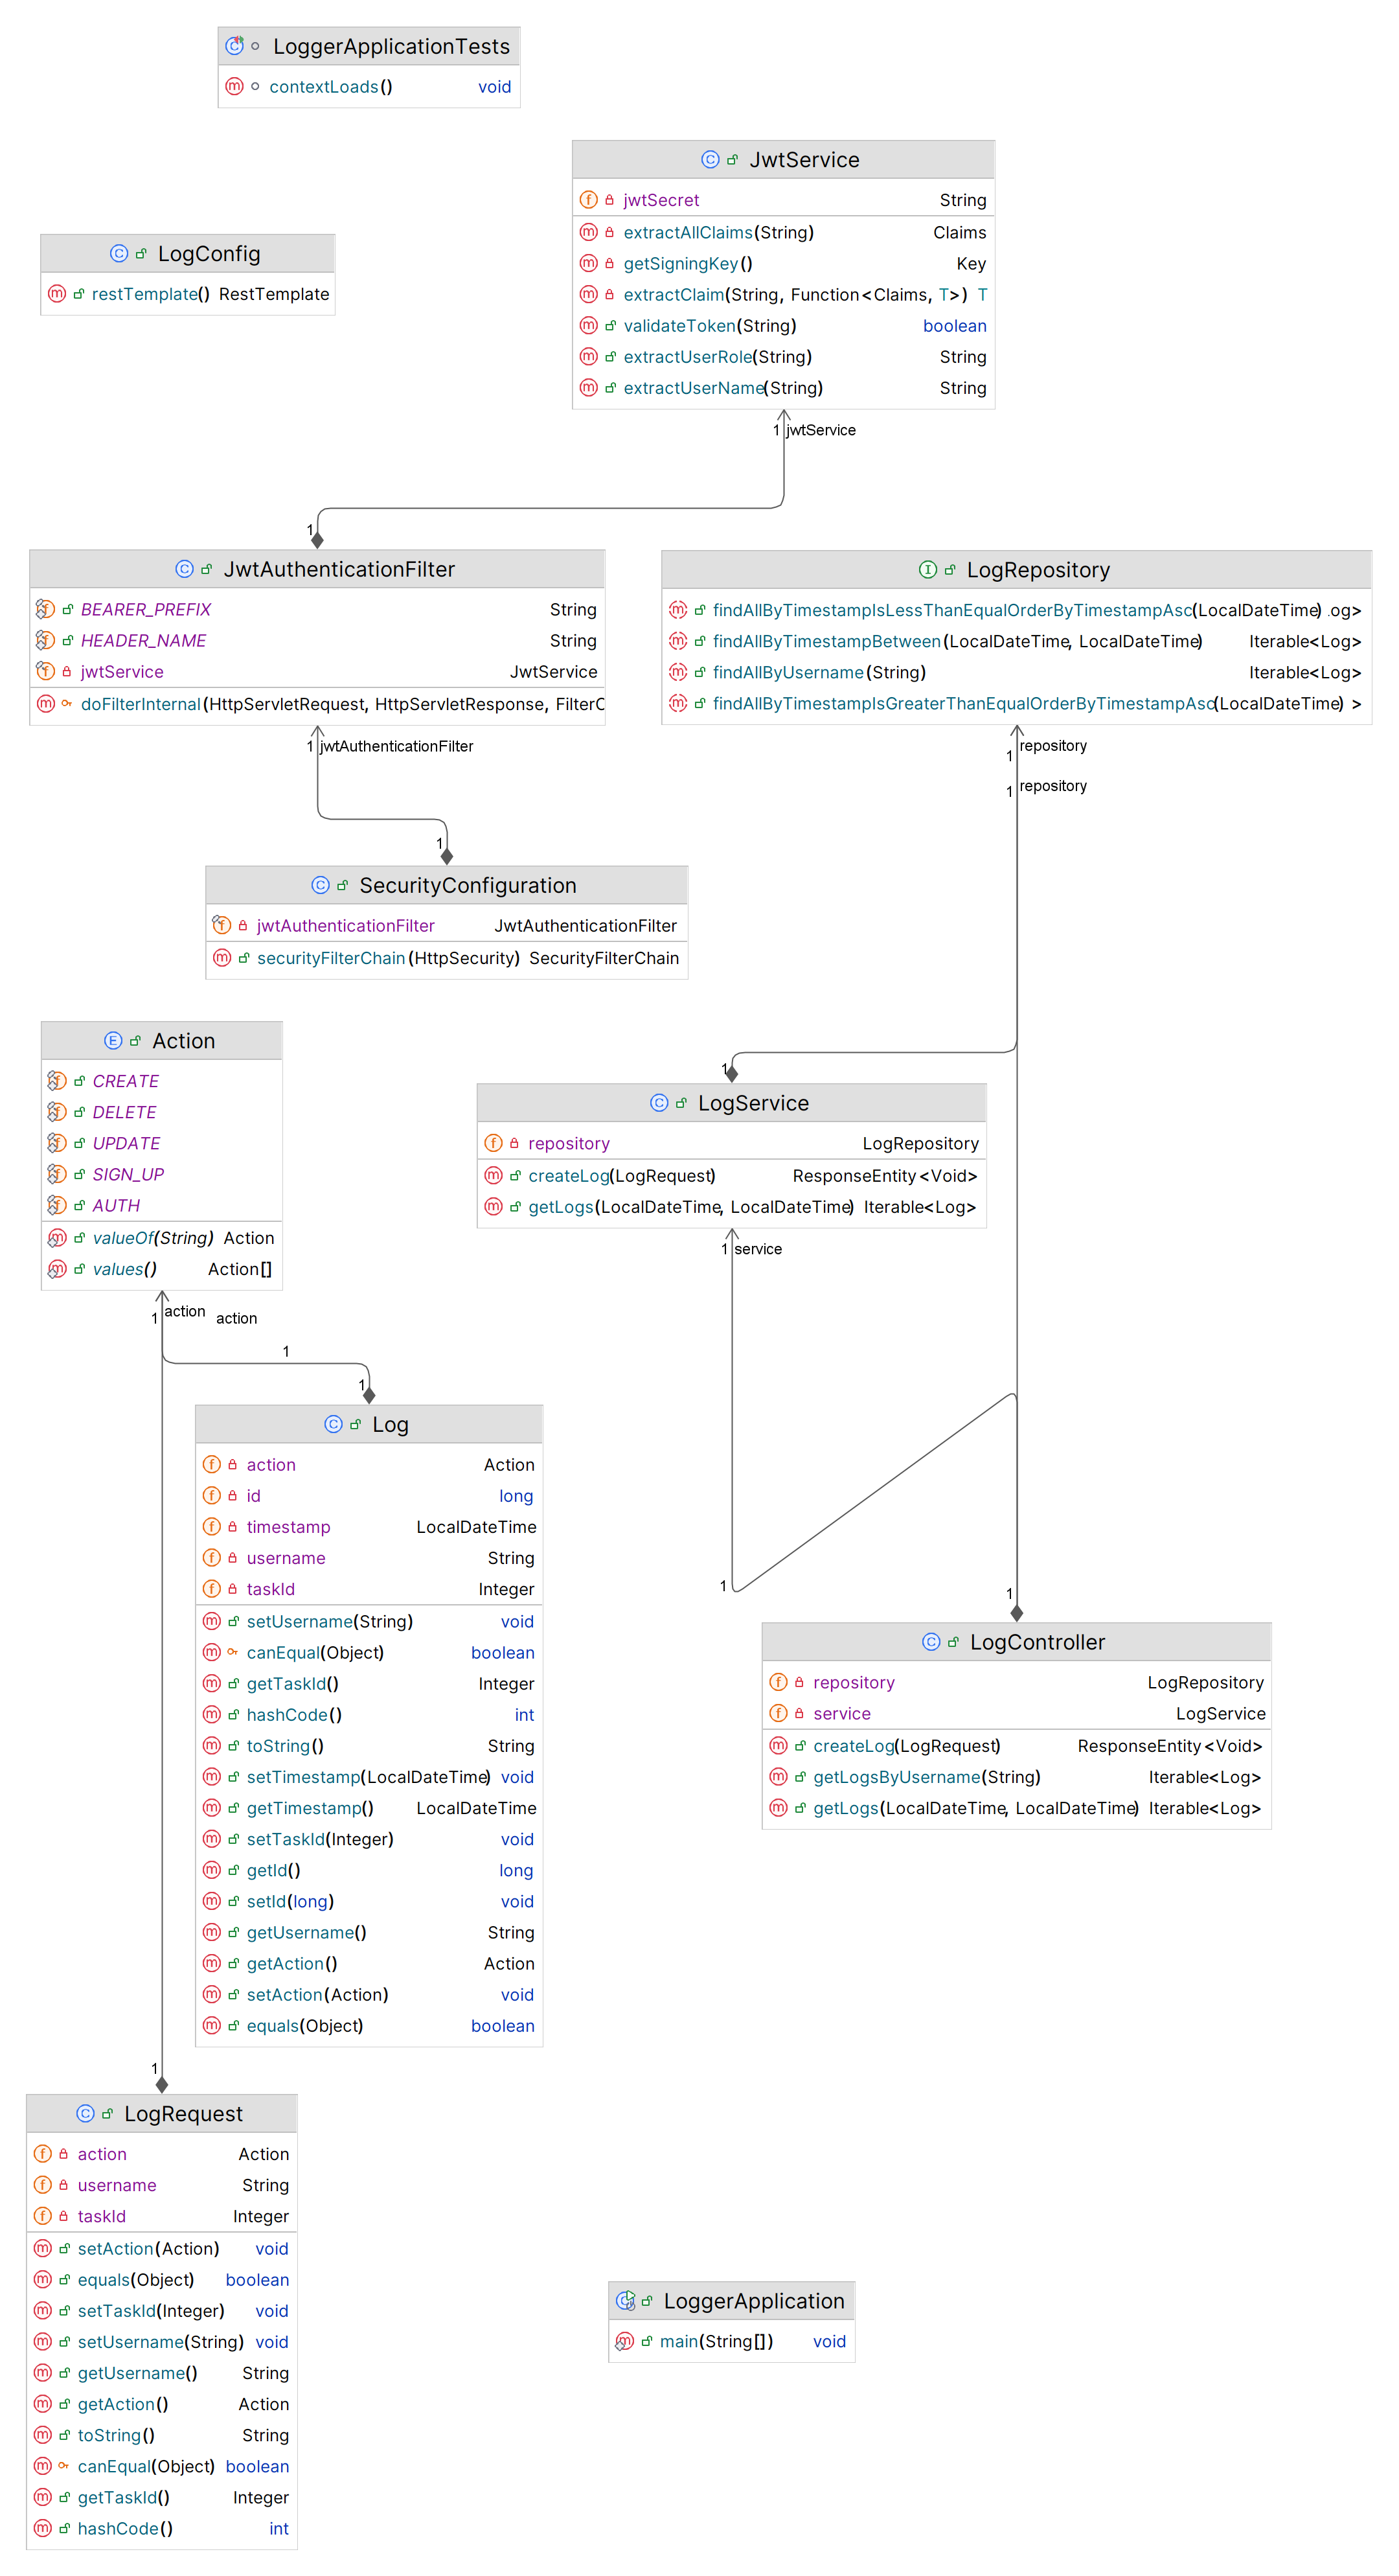 LoggerApplicationTests
contextLoads() void
JwtService
jwtSecret String
extractAllClaims(String) Claims
getSigningKey() Key
extractClaim(String, Function<Claims, T>) T
validateToken(String) boolean
extractUserRole(String) String
extractUserName(String) String
LogConfig
restTemplate() RestTemplate
1 jwtService
1
JwtAuthenticationFilter
BEARER_PREFIX String
HEADER_NAME String
jwtService JwtService
doFilterInternal(HttpServletRequest, HttpServletResponse, FilterC
LogRepository
findAllByTimestampIsLessThanEqualOrderByTimestampAsc(LocalDateTime) .og>
findAllByTimestampBetween(LocalDateTime, LocalDateTime) Iterable<Log>
findAllByUsername(String) Iterable<Log>
findAllByTimestampIsGreaterThanEqualOrderByTimestampAsc(LocalDateTime) >
1 jwtAuthenticationFilter
1 repository
1 repository
1
SecurityConfiguration
jwtAuthenticationFilter JwtAuthenticationFilter
securityFilterChain(HttpSecurity) SecurityFilterChain
Action
CREATE
DELETE
UPDATE
SIGN_UP
AUTH
valueOf(String) Action
values() Action[]
1
LogService
repository LogRepository
createLog(LogRequest) ResponseEntity<Void>
getLogs(LocalDateTime, LocalDateTime) Iterable<Log>
1 service
1 action action
1
1
Log
action Action
id long
timestamp LocalDateTime
username String
taskId Integer
setUsername(String) void
canEqual(Object) boolean
getTaskId() Integer
hashCode() int
toString() String
setTimestamp(LocalDateTime) void
getTimestamp() LocalDateTime
setTaskId(Integer) void
getId() long
setId(long) void
getUsername() String
getAction() Action
setAction(Action) void
equals(Object) boolean
1
1
LogController
repository LogRepository
service LogService
createLog(LogRequest) ResponseEntity<Void>
getLogsByUsername(String) Iterable<Log>
getLogs(LocalDateTime, LocalDateTime) Iterable<Log>
1
LogRequest
action Action
username String
taskId Integer
setAction(Action) void
equals(Object) boolean
setTaskId(Integer) void
setUsername(String) void
getUsername() String
getAction() Action
toString() String
canEqual(Object) boolean
getTaskId() Integer
hashCode() int
LoggerApplication
main(String[]) void